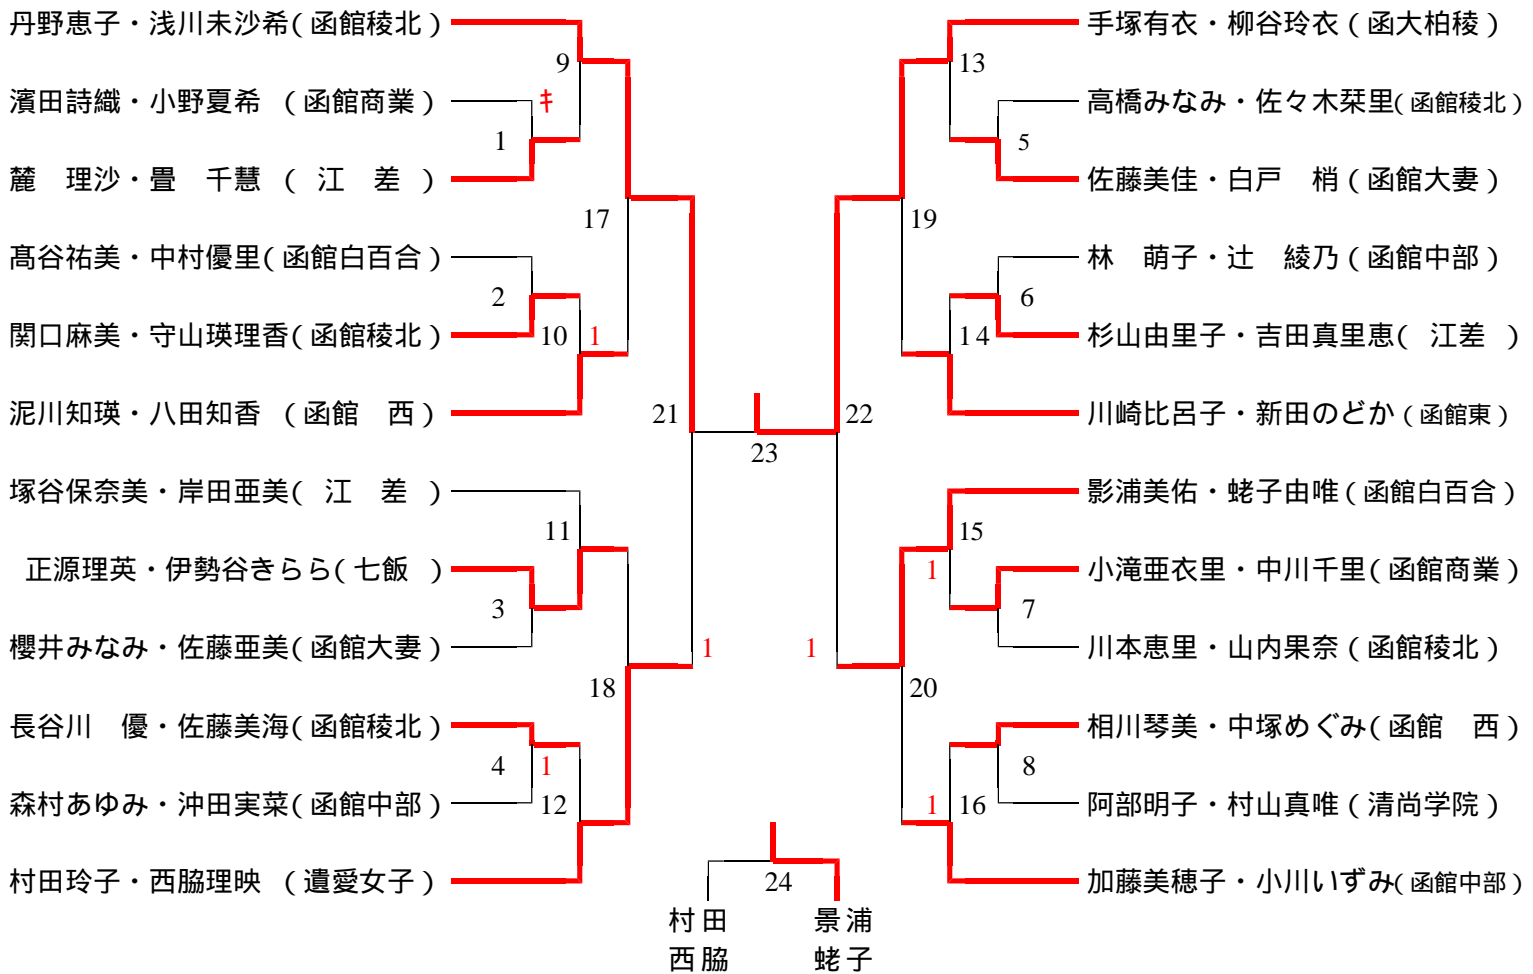 丹野恵子・浅川未沙希(函館稜北)
9
濱田詩織・小野夏希 (函館商業)
キ
1
麓 理沙・畳 千慧 ( 江 差 )
17
髙谷祐美・中村優里(函館白百合)
2
関口麻美・守山瑛理香(函館稜北)
10
1
泥川知瑛・八田知香 (函館 西)
21
塚谷保奈美・岸田亜美( 江 差 )
11
正源理英・伊勢谷きらら(七飯 )
3
櫻井みなみ・佐藤亜美(函館大妻)
1
18
長谷川 優・佐藤美海(函館稜北)
4
1
森村あゆみ・沖田実菜(函館中部)
12
村田玲子・西脇理映 (遺愛女子)
23
手塚有衣・柳谷玲衣(函大柏稜)
13
高橋みなみ・佐々木栞里(函館稜北)
5
佐藤美佳・白戸 梢(函館大妻)
19
林 萌子・辻 綾乃(函館中部)
6
杉山由里子・吉田真里恵( 江差 )
14
川崎比呂子・新田のどか(函館東)
22
影浦美佑・蛯子由唯(函館白百合)
15
小滝亜衣里・中川千里(函館商業)
1
7
川本恵里・山内果奈(函館稜北)
1
20
相川琴美・中塚めぐみ(函館 西)
8
阿部明子・村山真唯(清尚学院)
1
16
加藤美穂子・小川いずみ(函館中部)
24
村田 景浦
西脇 蛯子